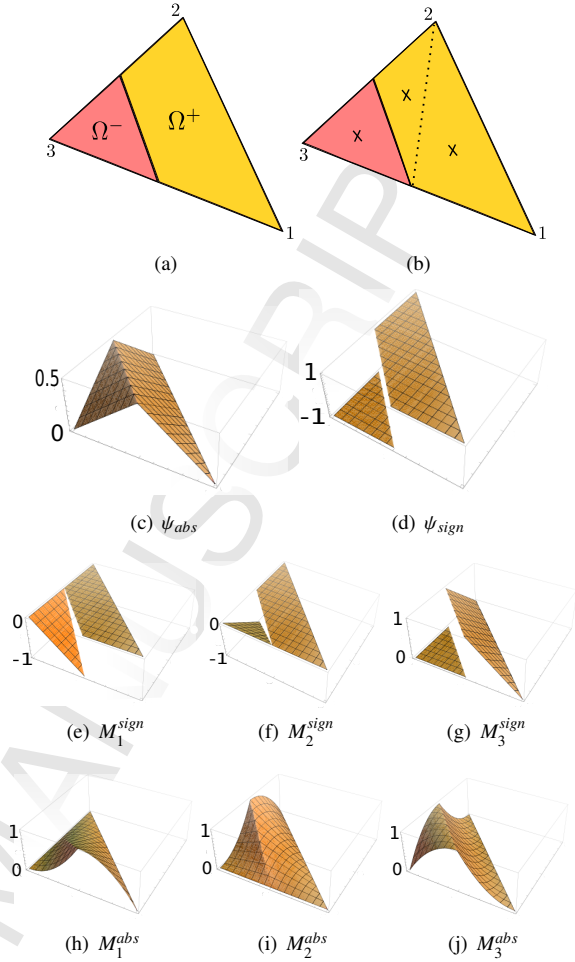 2
Ω⁻
Ω⁺
3
1
(a)
2
3
1
(b)
0.5
0
(c) ψ_abs
1
-1
(d) ψ_sign
0
-1
(e) M_1^sign
0
-1
(f) M_2^sign
1
0
(g) M_3^sign
1
0
(h) M_1^abs
1
0
(i) M_2^abs
1
0
(j) M_3^abs
MANUSCRIP